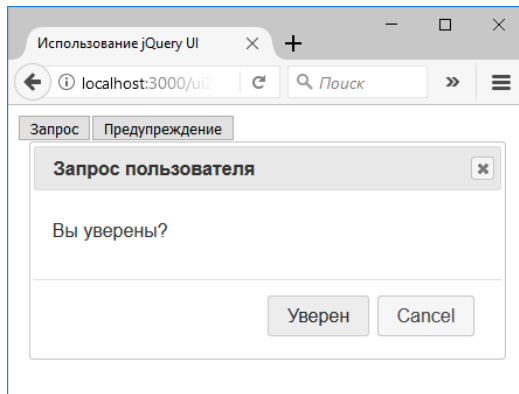 Использование jQuery UI
localhost:3000/ui2
Поиск
Запрос Предупреждение
Запрос пользователя
Вы уверены?
Уверен Cancel